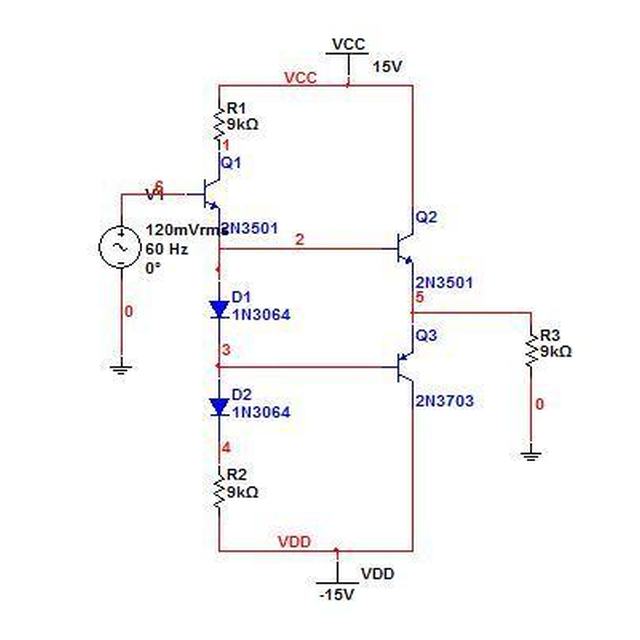 VCC
15V
VCC
R1
9kΩ
1
Q1
6
V1
2N3501
120mVrms
60 Hz
0°
2
Q2
2N3501
5
D1
1N3064
0
3
Q3
R3
9kΩ
D2
1N3064
2N3703
0
4
R2
9kΩ
VDD
VDD
-15V